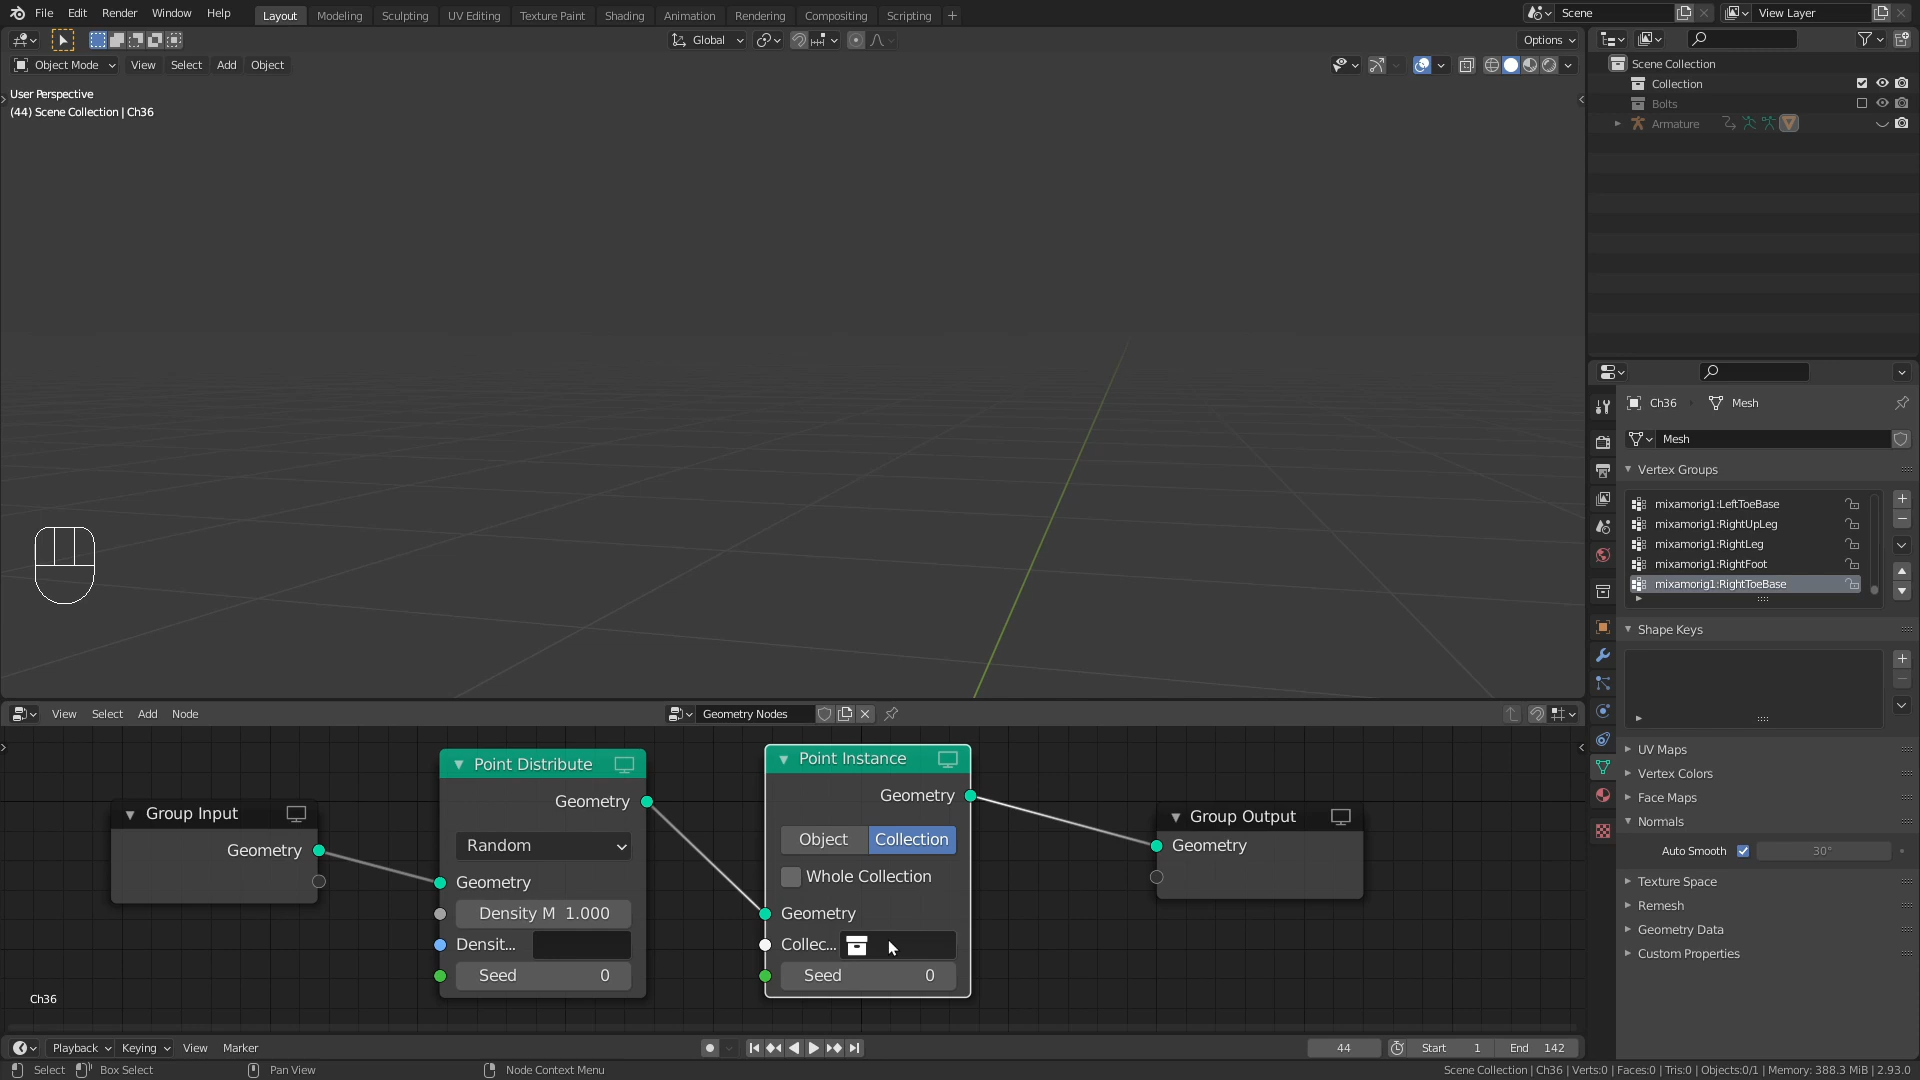 File Edit Render Window Help Layout Modeling Sculpting UV Editing Texture Paint Shading Animation Rendering Compositing Scripting Scene View Layer
Global Options
Object Mode View Select Add Object
User Perspective
(44) Scene Collection | Ch36
Scene Collection
Collection
Bolts
Armature
Ch36 Mesh
Mesh
Vertex Groups
mixamorig1:LeftToeBase
mixamorig1:RightUpLeg
mixamorig1:RightLeg
mixamorig1:RightFoot
mixamorig1:RightToeBase
Shape Keys
UV Maps
Vertex Colors
Face Maps
Normals
Auto Smooth 30°
Texture Space
Remesh
Geometry Data
Custom Properties
View Select Add Node Geometry Nodes
Group Input
Geometry
Point Distribute
Geometry
Random
Geometry
Density M 1.000
Densit...
Seed 0
Point Instance
Geometry
Object Collection
Whole Collection
Geometry
Collec...
Seed 0
Group Output
Geometry
Ch36
Playback Keying View Marker 44 Start 1 End 142
Select Box Select Pan View Node Context Menu Scene Collection | Ch36 | Verts:0 | Faces:0 | Tris:0 | Objects:0/1 | Memory: 388.3 MiB | 2.93.0